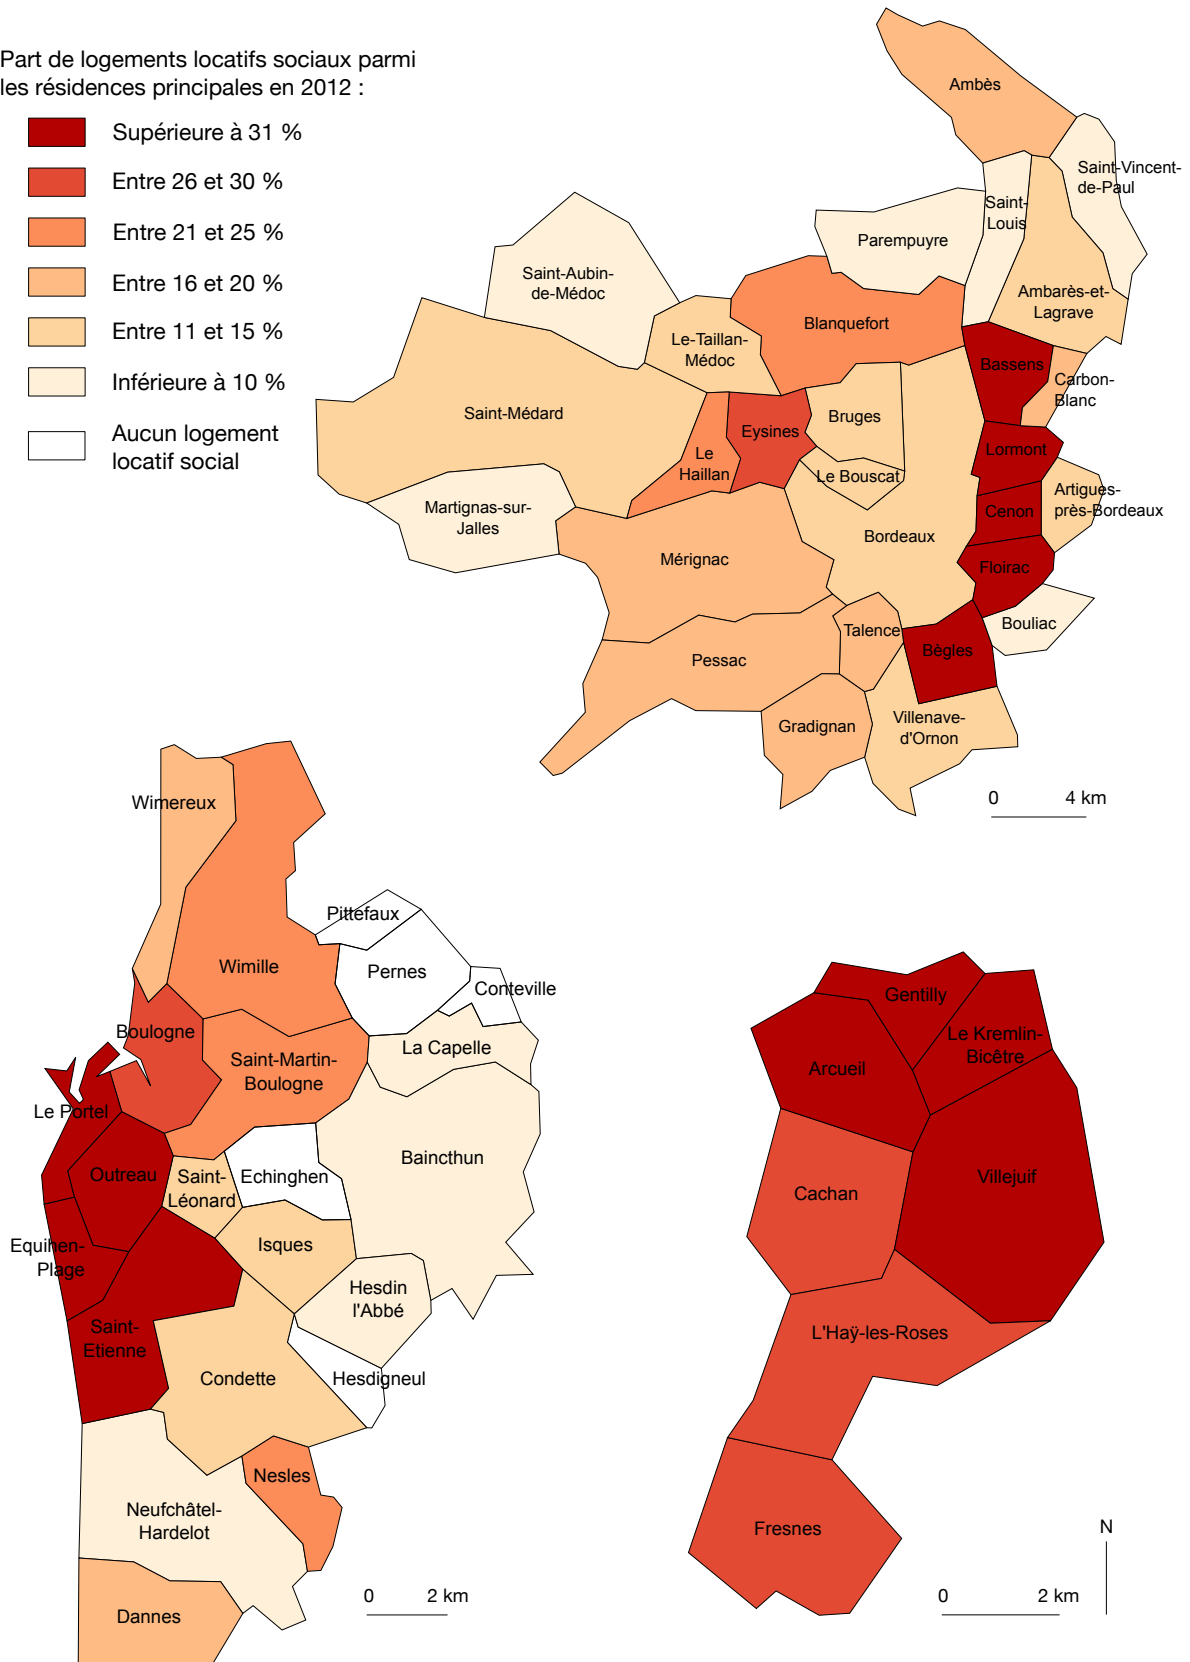 Part de logements locatifs sociaux parmi
les résidences principales en 2012 :
Supérieure à 31 %
Entre 26 et 30 %
Entre 21 et 25 %
Entre 16 et 20 %
Entre 11 et 15 %
Inférieure à 10 %
Aucun logement
locatif social
Ambès
Saint-Vincent-
de-Paul
Saint-
Louis
Parempuyre
Saint-Aubin-
de-Médoc
Ambarès-et-
Lagrave
Blanquefort
Le-Taillan-
Médoc
Bassens
Carbon-
Blanc
Saint-Médard
Bruges
Eysines
Le
Haillan
Lormont
Le Bouscat
Artigues-
près-Bordeaux
Martignas-sur-
Jalles
Cenon
Bordeaux
Mérignac
Floirac
Bouliac
Talence
Bègles
Pessac
Gradignan
Villenave-
d'Ornon
0 4 km
Wimereux
Pittefaux
Wimille
Pernes
Conteville
Boulogne
La Capelle
Saint-Martin-
Boulogne
Le Portel
Baincthun
Outreau
Saint-
Léonard
Echinghen
Equihen-
Plage
Isques
Hesdin
l'Abbé
Saint-
Etienne
Condette
Hesdigneul
Nesles
Neufchâtel-
Hardelot
Dannes
0 2 km
Gentilly
Le Kremlin-
Bicêtre
Arcueil
Villejuif
Cachan
L'Haÿ-les-Roses
Fresnes
0 2 km
N